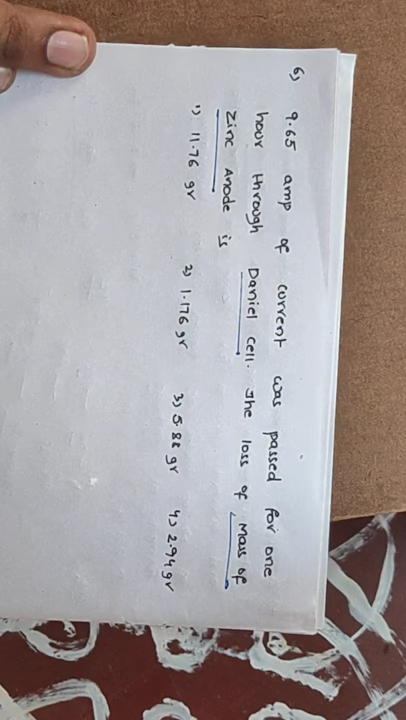 6) 9.65 amp of current was passed for one
hour through Daniel cell. The loss of Mass of
Zinc Anode is
1) 11.76 gr 2) 1.176 gr 3) 5.88 gr 4) 2.94 gr